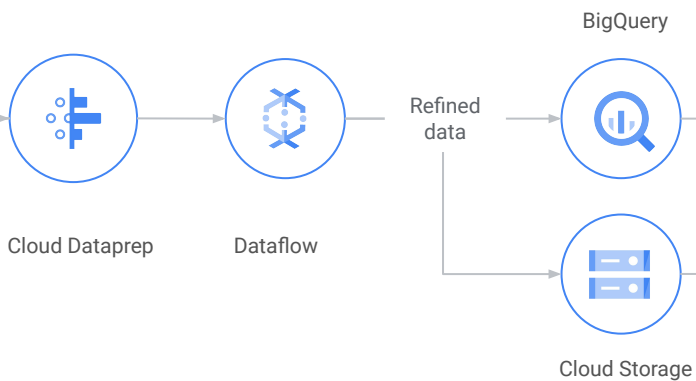 BigQuery
Refined
data
Cloud Dataprep
Dataflow
Cloud Storage